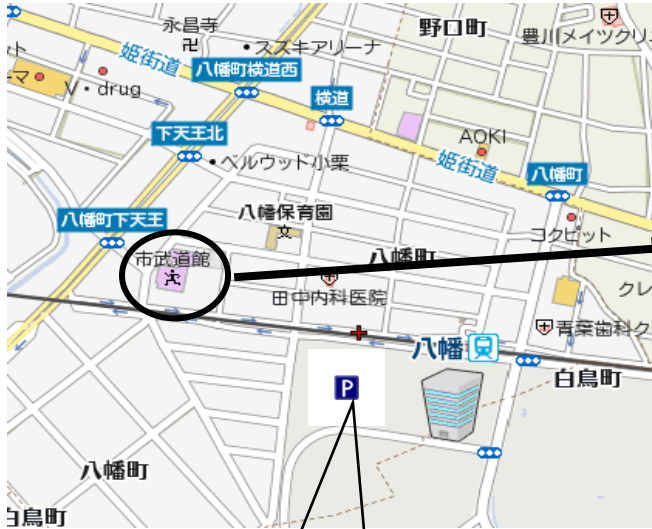 永昌寺
スズキアリーナ
野口町
豊川メイツクリ
姫街道
八幡町横道西
マ
V・drug
横道
下天王北
AOKI
ベルウッド小栗
姫街道
八幡町
八幡町下天王
八幡保育園
コクピット
市武道館
八幡町
田中内科医院
クレ
青葉歯科ク
八幡
P
白鳥町
八幡町
白鳥町